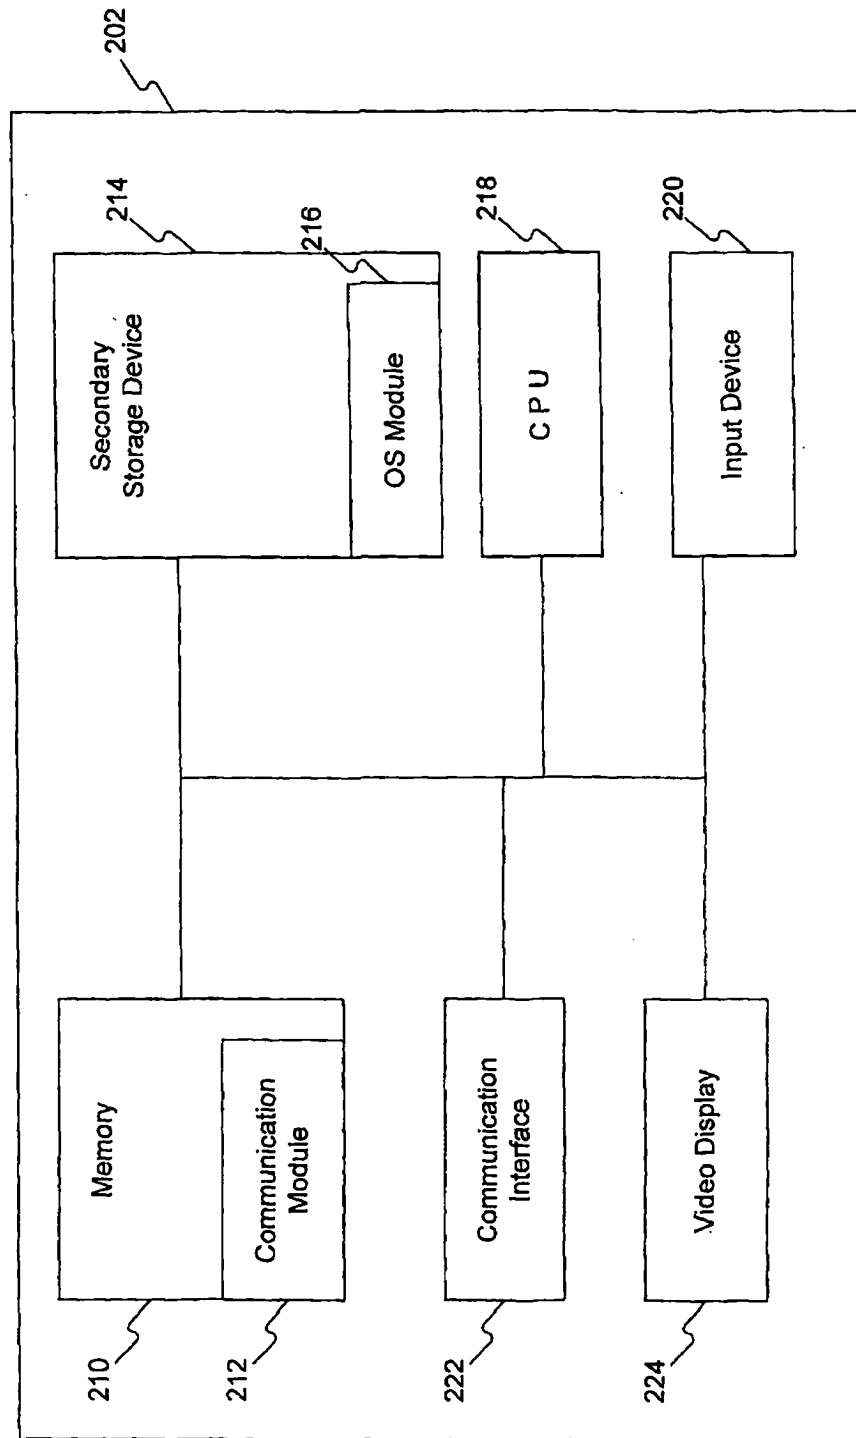 202
210
Memory
212
Communication
Module
214
Secondary
Storage Device
216
OS Module
222
Communication
Interface
218
C P U
224
Video Display
220
Input Device